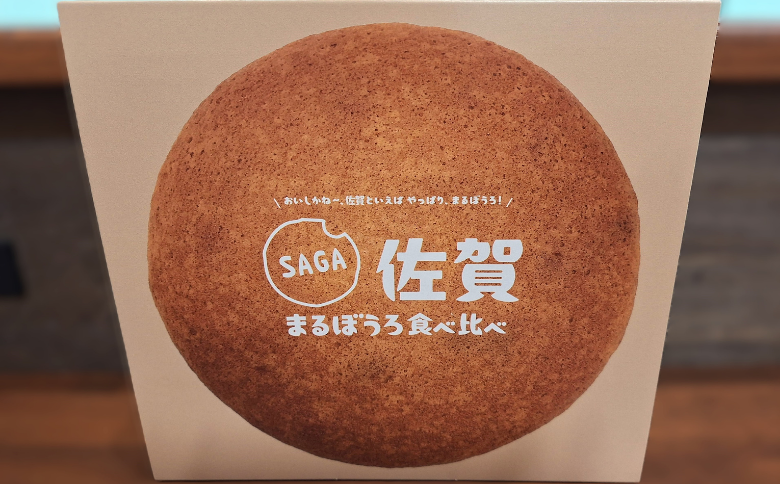 おいしかね〜、佐賀といえば やっぱり、まるぼうろ!
SAGA 佐賀
まるぼうろ食べ比べ